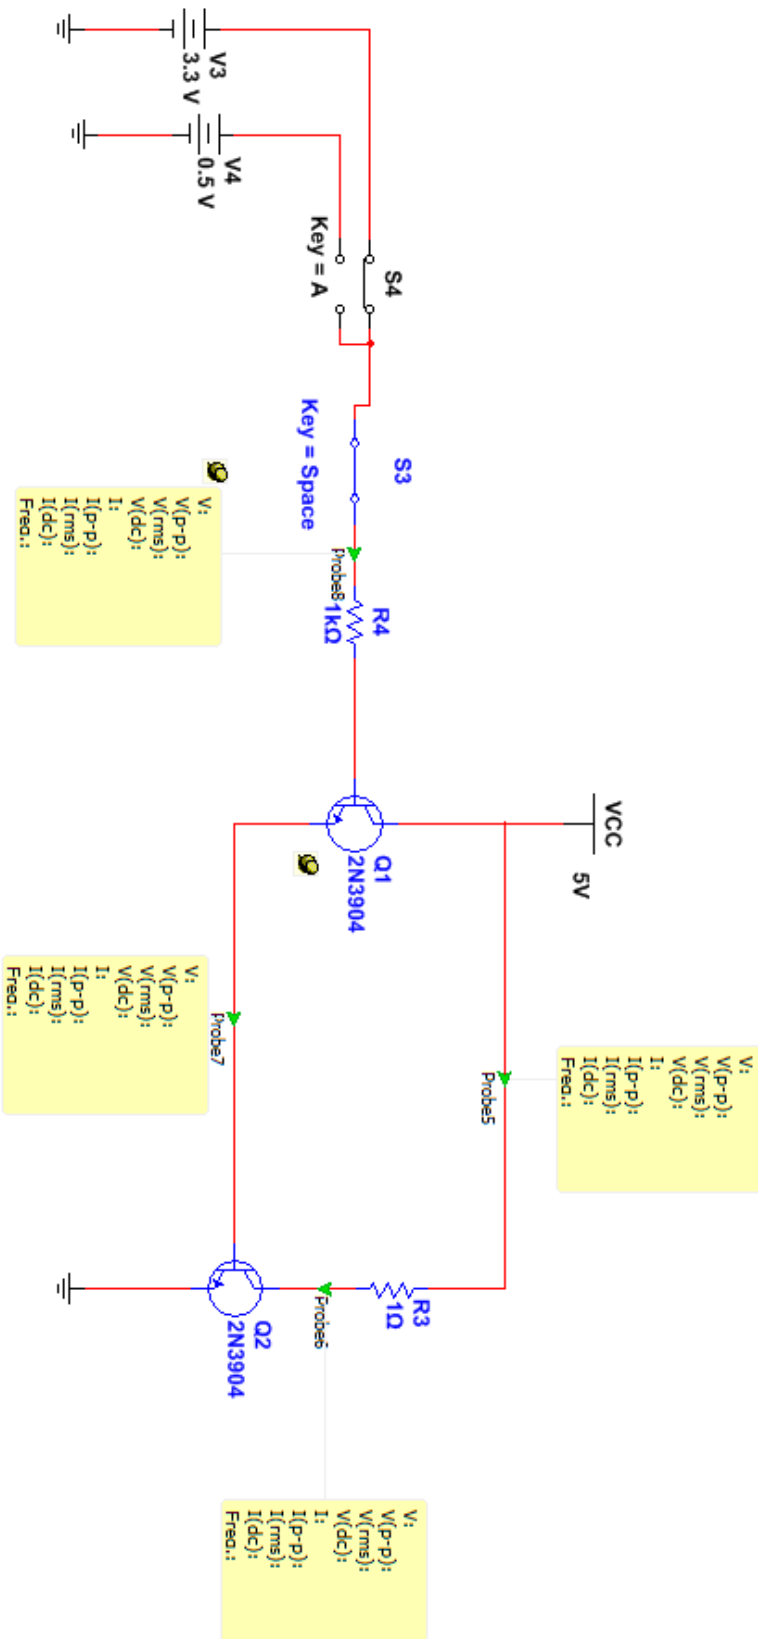 V3
3.3 V
V4
0.5 V
S4
Key = A
S3
Key = Space
V:
V(p-p):
V(rms):
V(dc):
I:
I(p-p):
I(rms):
I(dc):
Freq.:
Probe8
R4
1kΩ
VCC
5V
Q1
2N3904
V:
V(p-p):
V(rms):
V(dc):
I:
I(p-p):
I(rms):
I(dc):
Freq.:
Probe7
V:
V(p-p):
V(rms):
V(dc):
I:
I(p-p):
I(rms):
I(dc):
Freq.:
Probe5
R3
1Ω
Probe6
Q2
2N3904
V:
V(p-p):
V(rms):
V(dc):
I:
I(p-p):
I(rms):
I(dc):
Freq.: